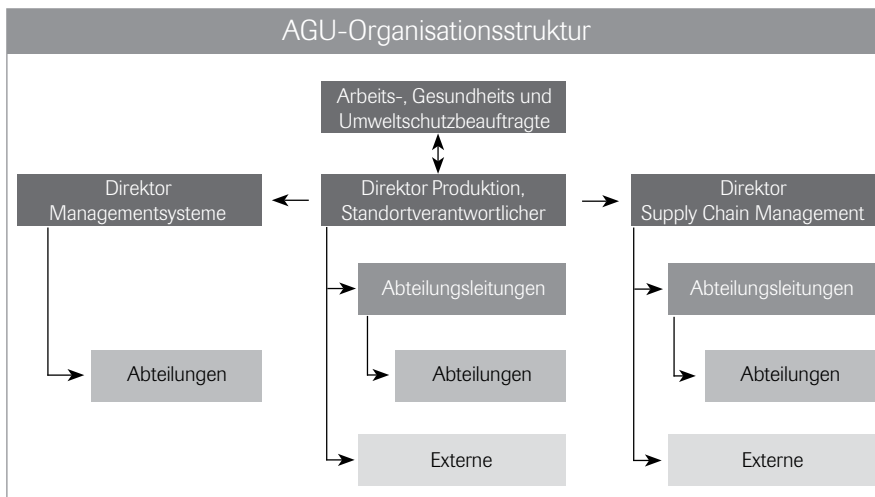 AGU-Organisationsstruktur
Arbeits-, Gesundheits und
Umweltschutzbeauftragte
Direktor
Managementsysteme
Direktor Produktion,
Standortverantwortlicher
Direktor
Supply Chain Management
Abteilungsleitungen
Abteilungsleitungen
Abteilungen
Abteilungen
Abteilungen
Externe
Externe